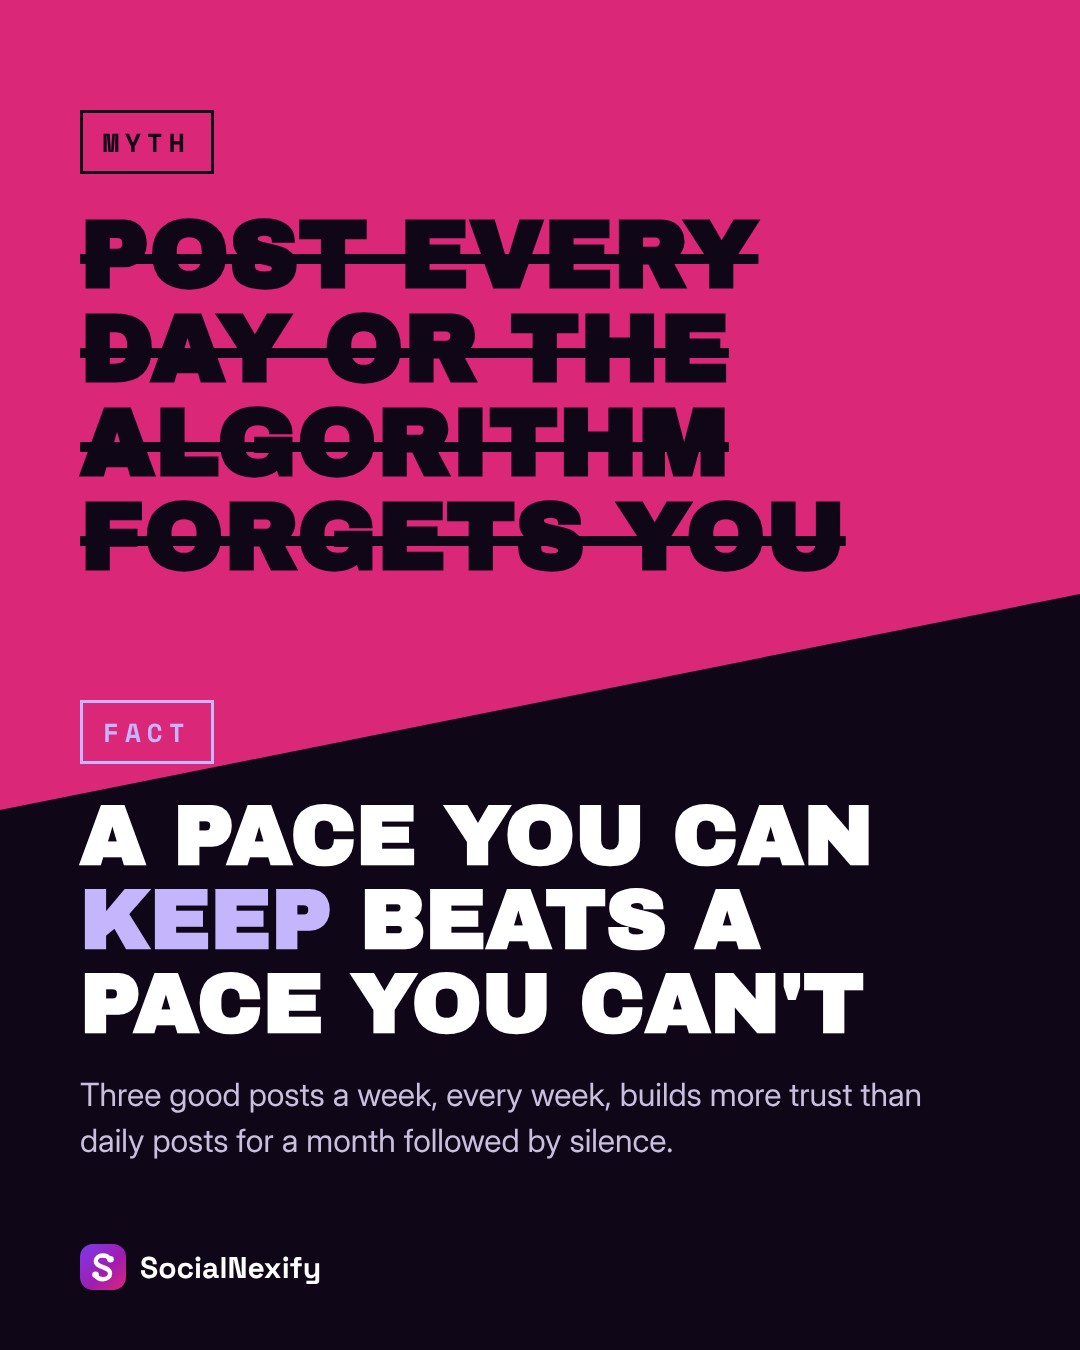 MYTH
POST EVERY
DAY OR THE
ALGORITHM
FORGETS YOU
FACT
A PACE YOU CAN
KEEP BEATS A
PACE YOU CAN'T
Three good posts a week, every week, builds more trust than
daily posts for a month followed by silence.
S SocialNexify